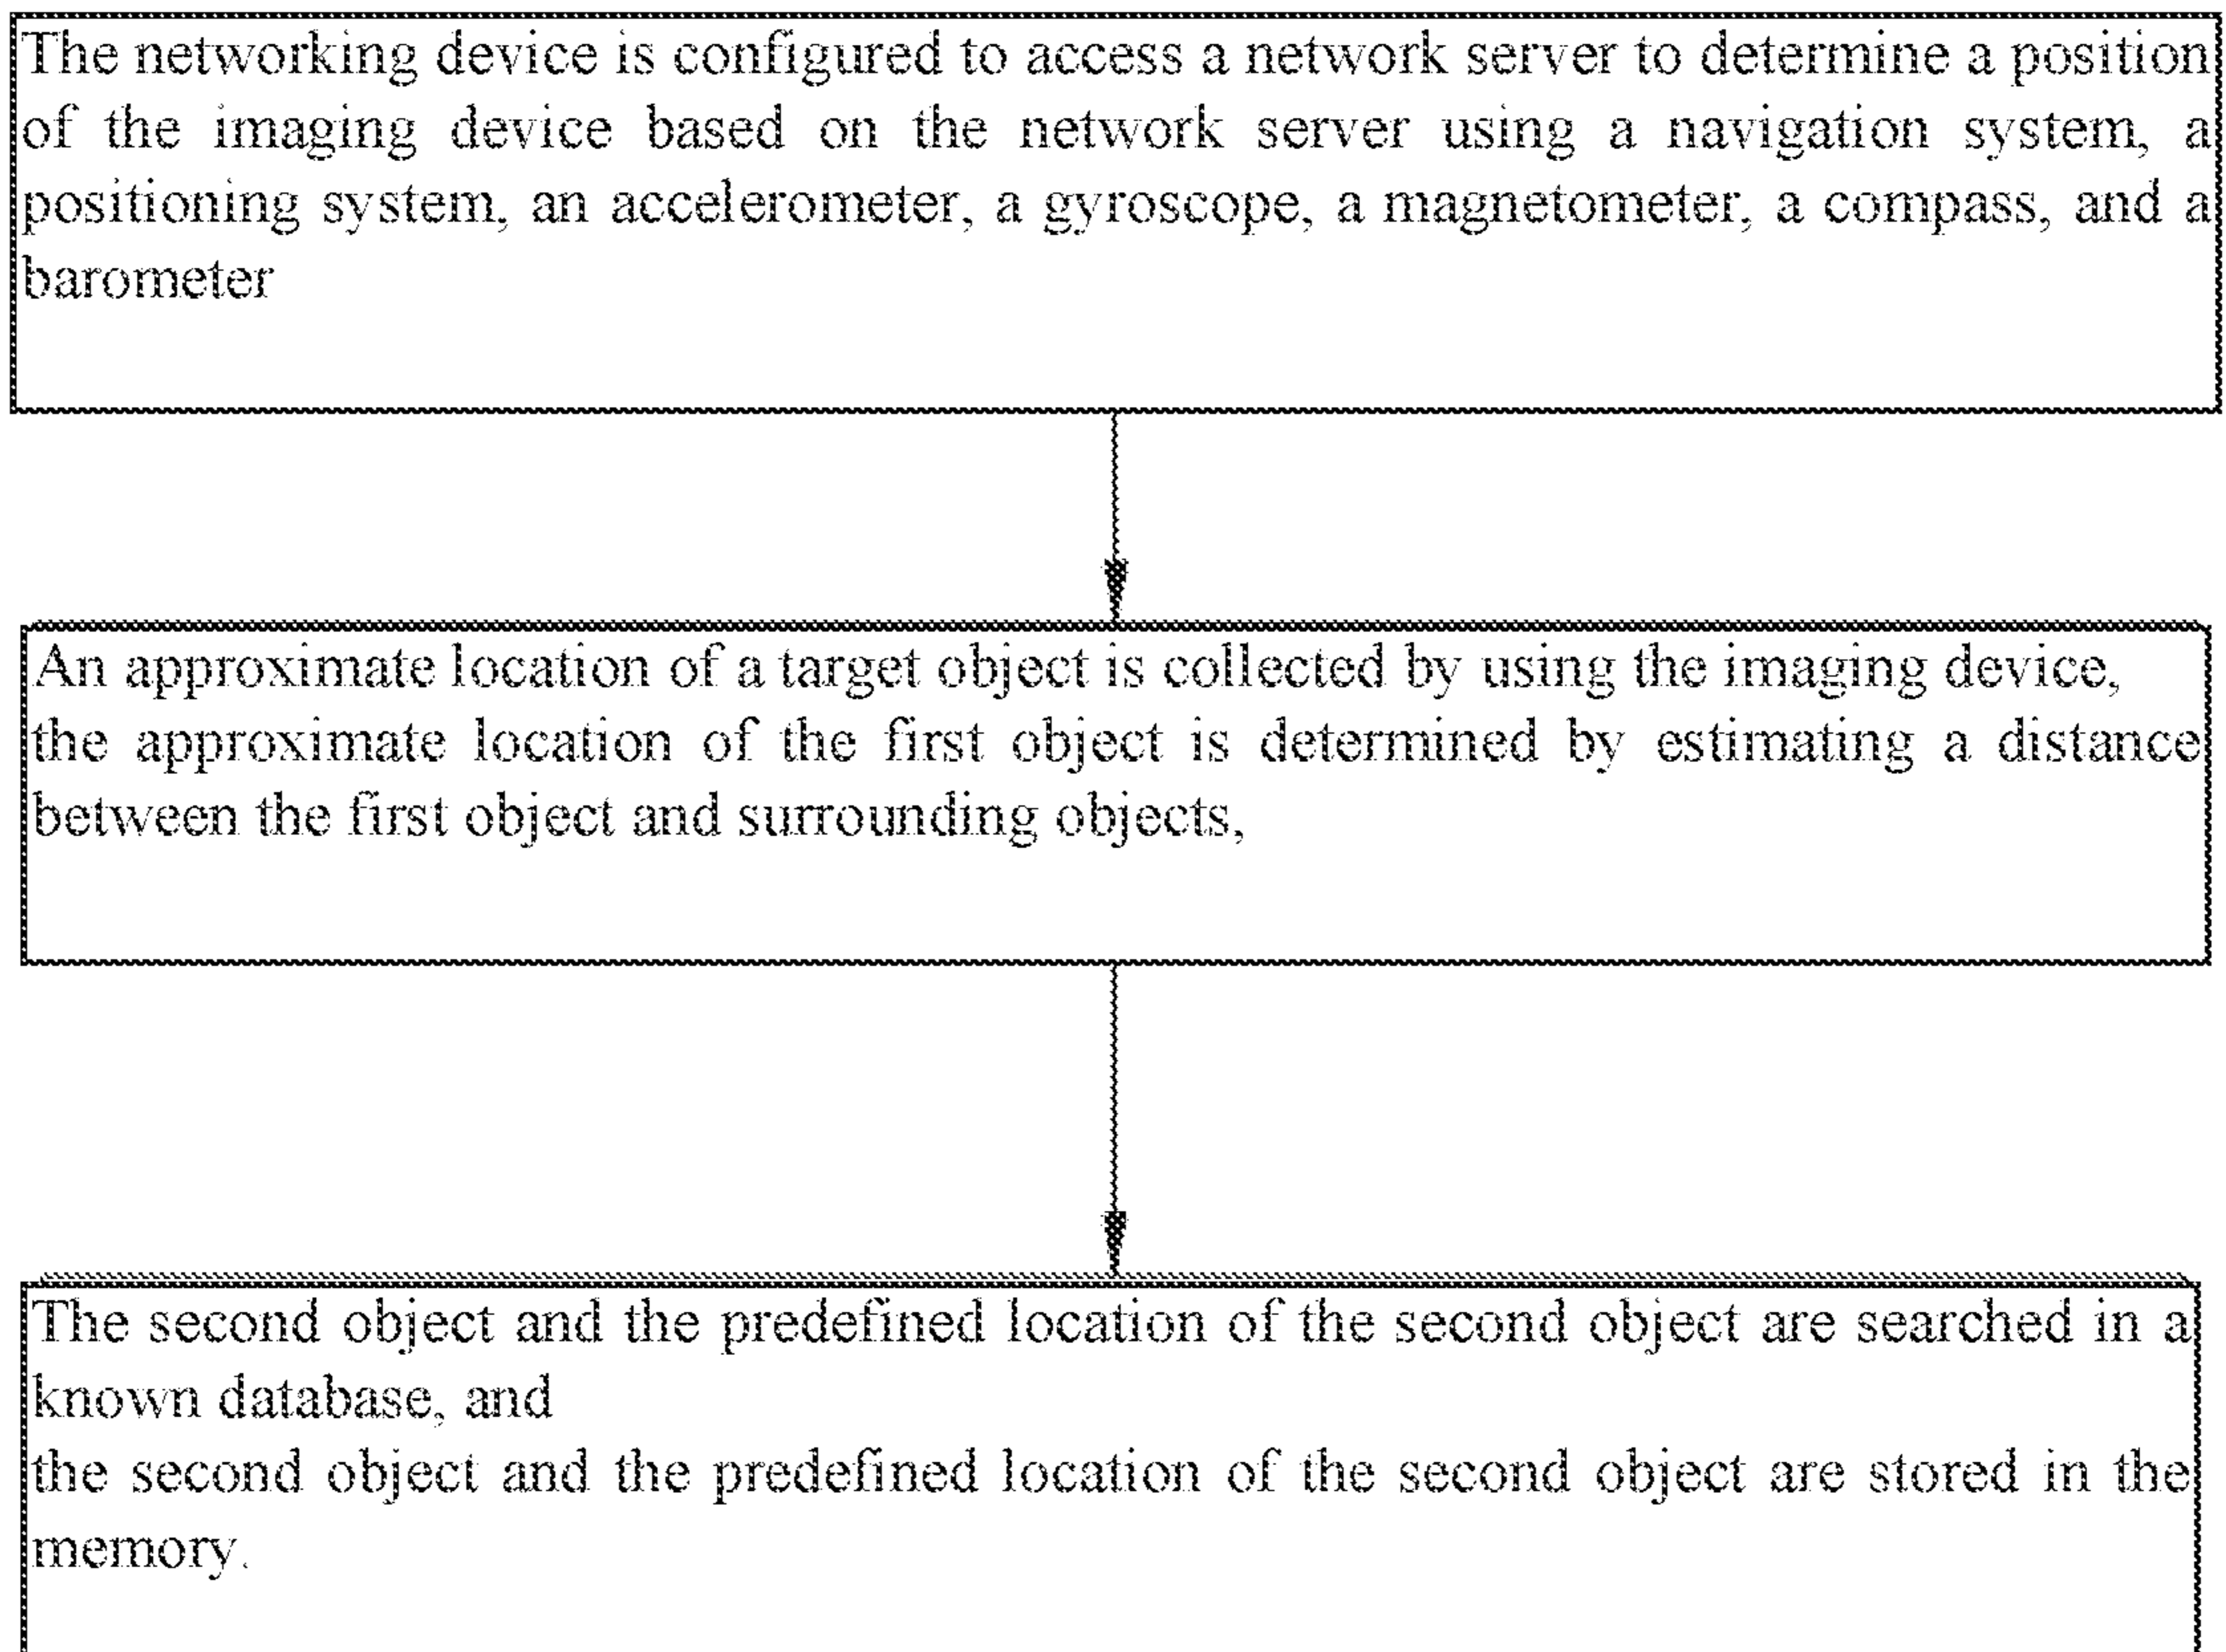 The networking device is configured to access a network server to determine a position
of the imaging device based on the network server using a navigation system, a
positioning system, an accelerometer, a gyroscope, a magnetometer, a compass, and a
barometer
An approximate location of a target object is collected by using the imaging device,
the approximate location of the first object is determined by estimating a distance
between the first object and surrounding objects,
The second object and the predefined location of the second object are searched in a
known database, and
the second object and the predefined location of the second object are stored in the
memory.